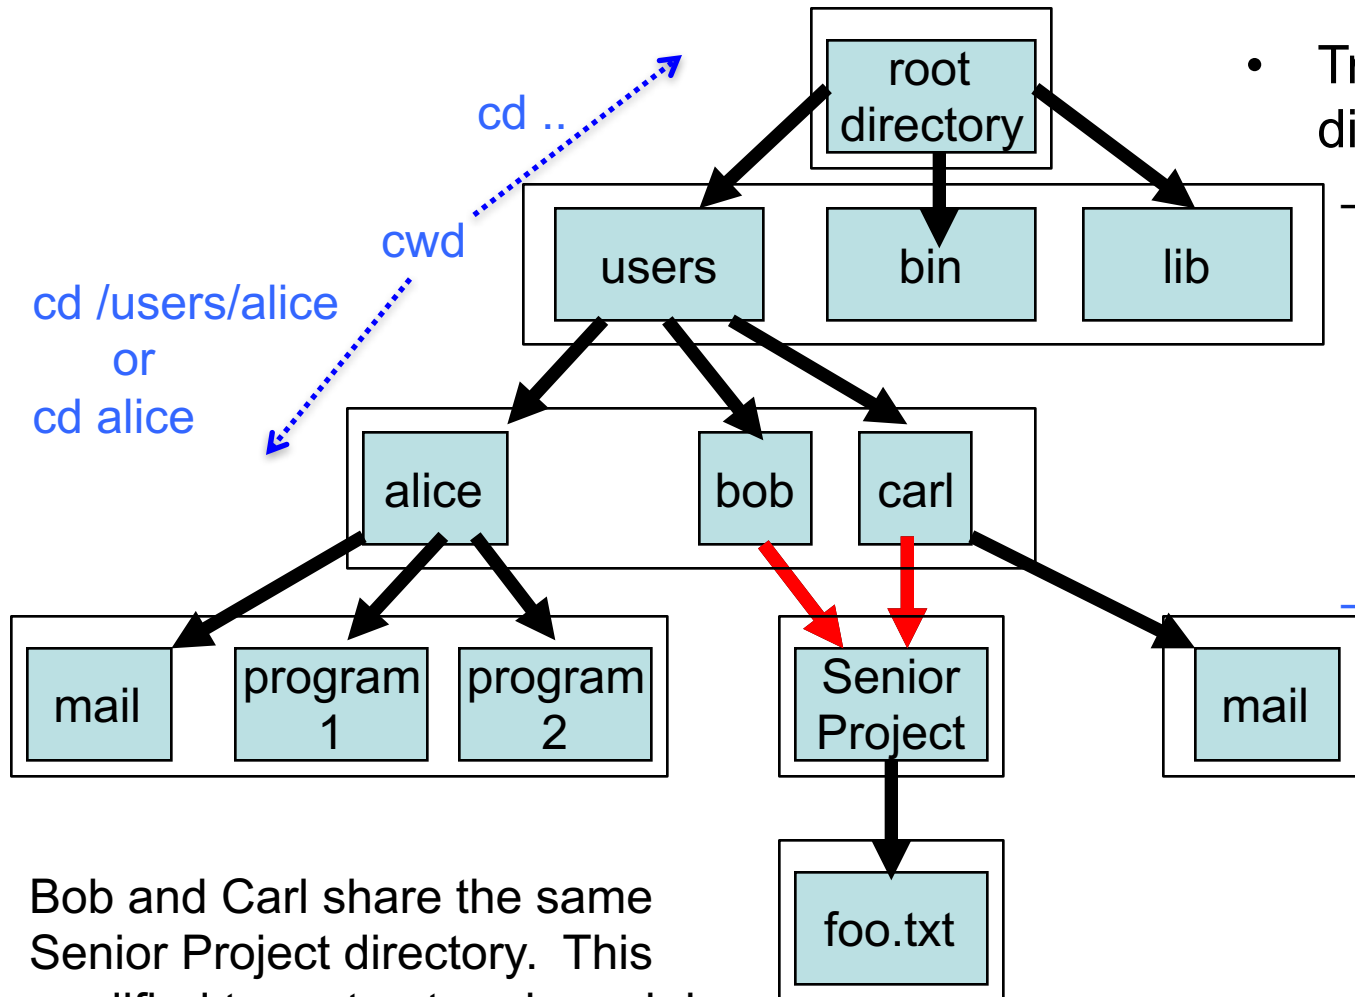 root
directory
cd ..
cwd
users
bin
lib
cd /users/alice
or
cd alice
alice
bob
carl
mail
program
1
program
2
Senior
Project
mail
foo.txt
Bob and Carl share the same
Senior Project directory. This